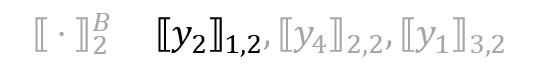 ⟦ · ⟧₂ᴮ ⟦y₂⟧₁,₂, ⟦y₄⟧₂,₂, ⟦y₁⟧₃,₂